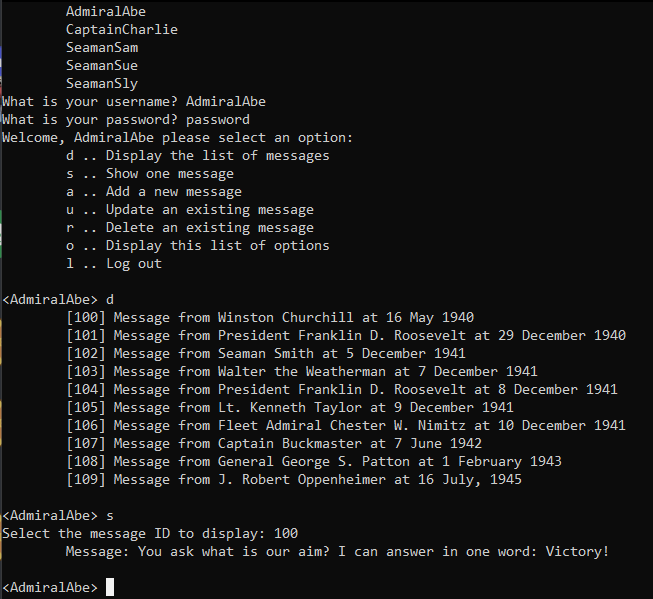 AdmiralAbe
CaptainCharlie
SeamanSam
SeamanSue
SeamanSly
What is your username? AdmiralAbe
What is your password? password
Welcome, AdmiralAbe please select an option:
d .. Display the list of messages
s .. Show one message
a .. Add a new message
u .. Update an existing message
r .. Delete an existing message
o .. Display this list of options
l .. Log out
<AdmiralAbe> d
[100] Message from Winston Churchill at 16 May 1940
[101] Message from President Franklin D. Roosevelt at 29 December 1940
[102] Message from Seaman Smith at 5 December 1941
[103] Message from Walter the Weatherman at 7 December 1941
[104] Message from President Franklin D. Roosevelt at 8 December 1941
[105] Message from Lt. Kenneth Taylor at 9 December 1941
[106] Message from Fleet Admiral Chester W. Nimitz at 10 December 1941
[107] Message from Captain Buckmaster at 7 June 1942
[108] Message from General George S. Patton at 1 February 1943
[109] Message from J. Robert Oppenheimer at 16 July, 1945
<AdmiralAbe> s
Select the message ID to display: 100
Message: You ask what is our aim? I can answer in one word: Victory!
<AdmiralAbe>